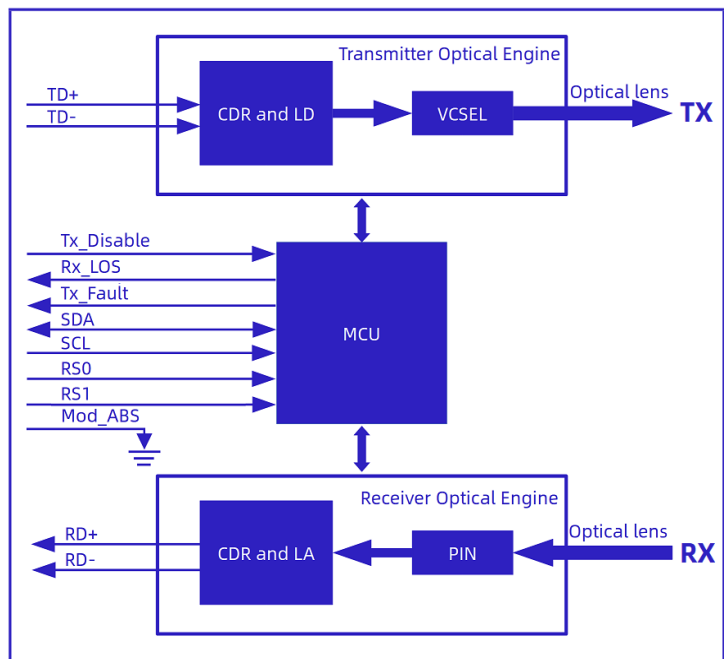 Transmitter Optical Engine
TD+
TD-
CDR and LD
VCSEL
Optical lens
TX
Tx_Disable
Rx_LOS
Tx_Fault
SDA
SCL
RS0
RS1
Mod_ABS
MCU
Receiver Optical Engine
RD+
RD-
CDR and LA
PIN
Optical lens
RX